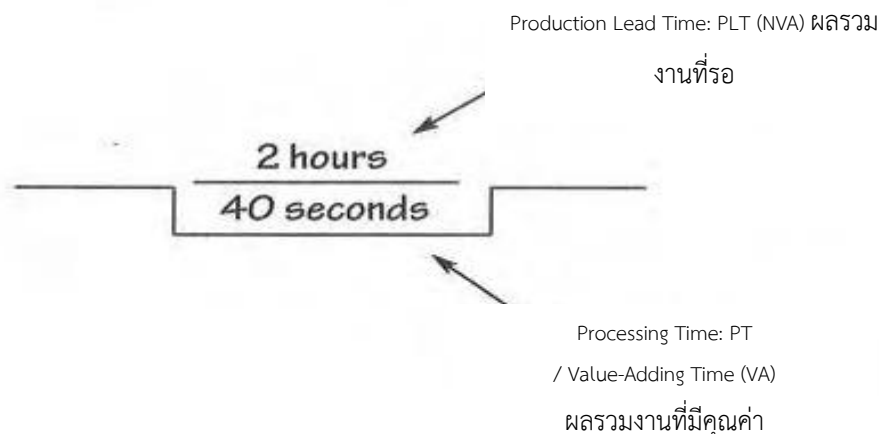 Production Lead Time: PLT (NVA) ผลรวม
งานที่รอ
2 hours
40 seconds
Processing Time: PT
/ Value-Adding Time (VA)
ผลรวมงานที่มีคุณค่า